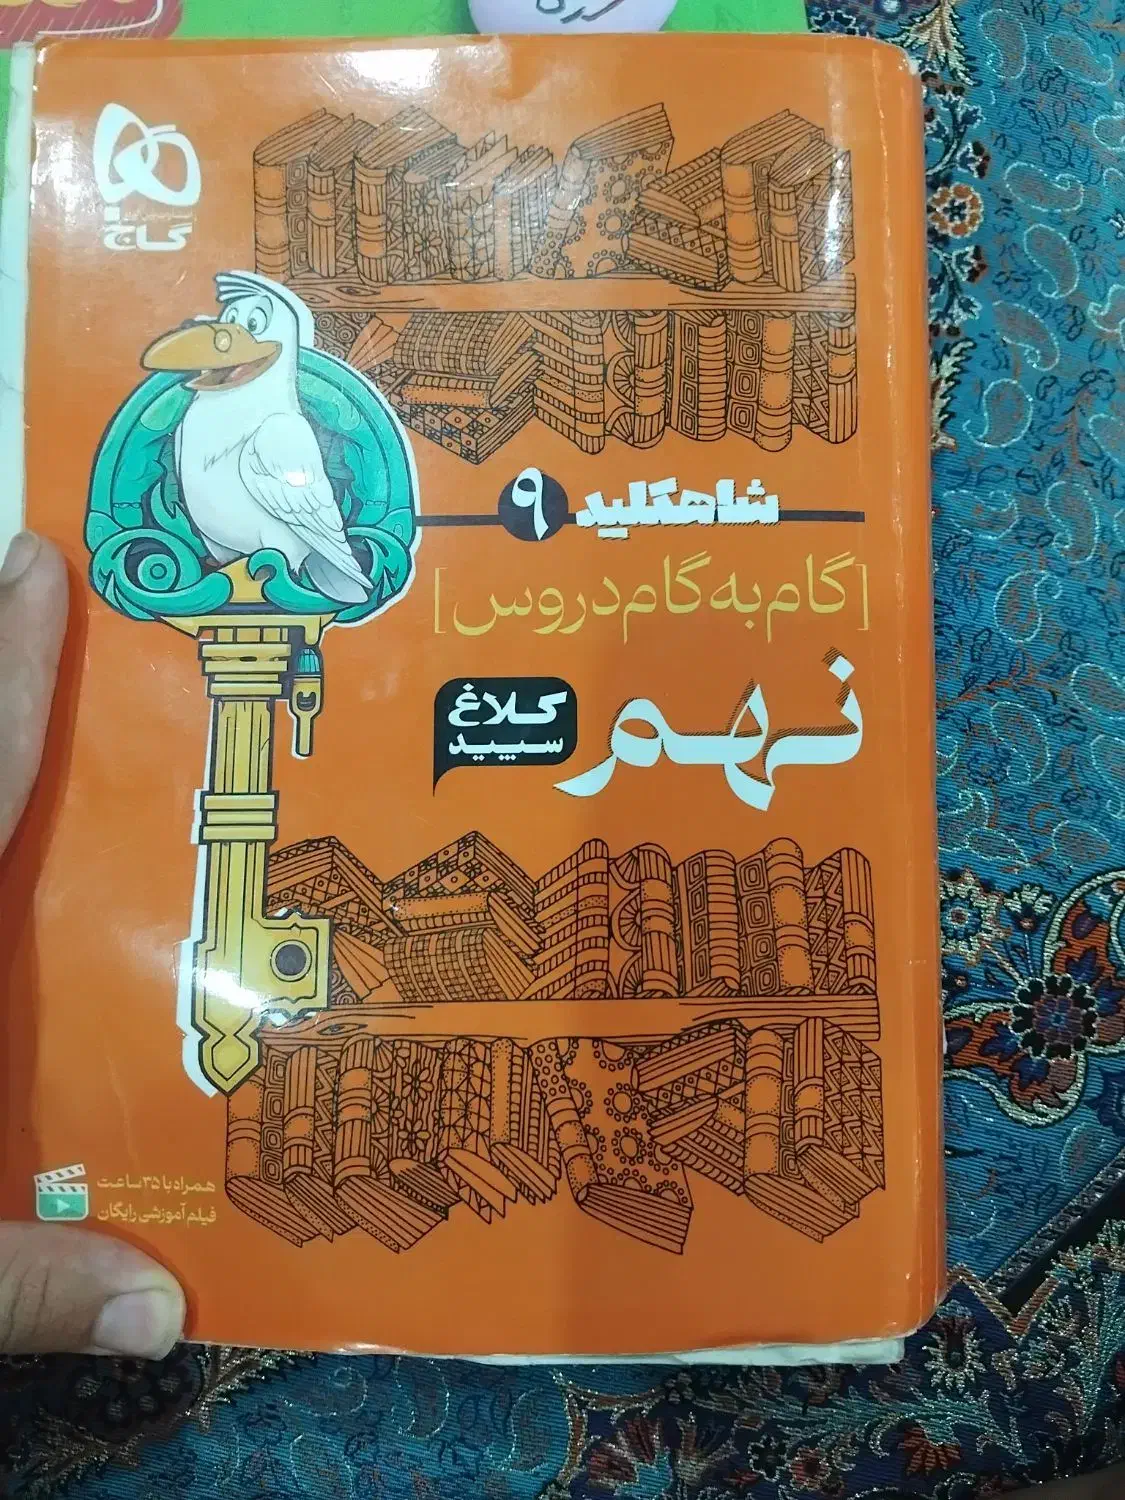 گاج
شاهکلید ۹
[گام به گام دروس]
نهم
کلاغ
سپید
همراه با ۳۵ ساعت
فیلم آموزشی رایگان